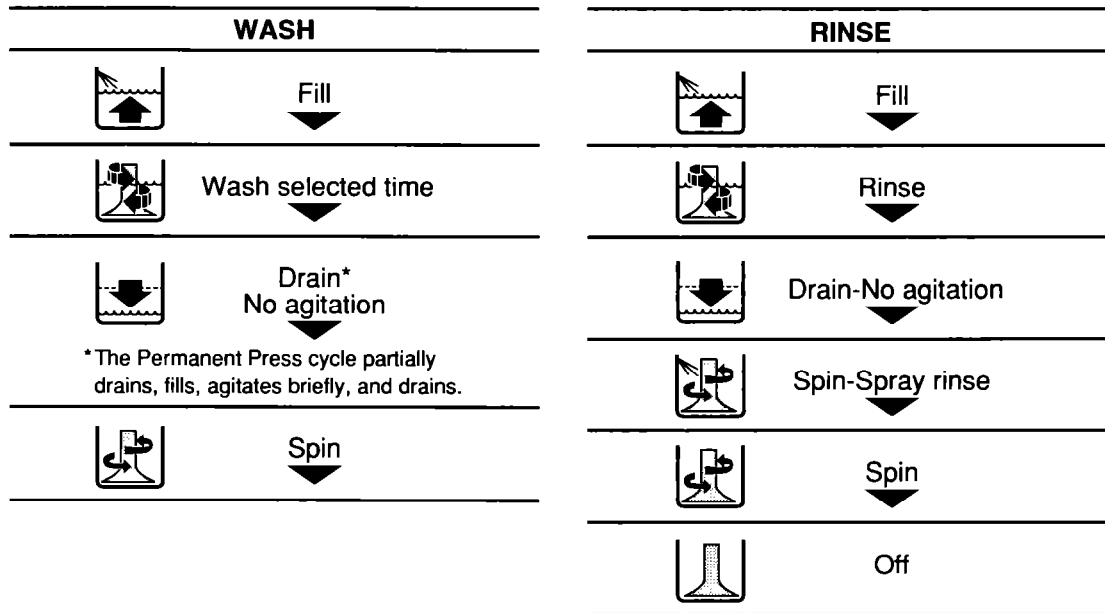 WASH
Fill
Wash selected time
Drain*
No agitation
*The Permanent Press cycle partially
drains, fills, agitates briefly, and drains.
Spin
RINSE
Fill
Rinse
Drain-No agitation
Spin-Spray rinse
Spin
Off